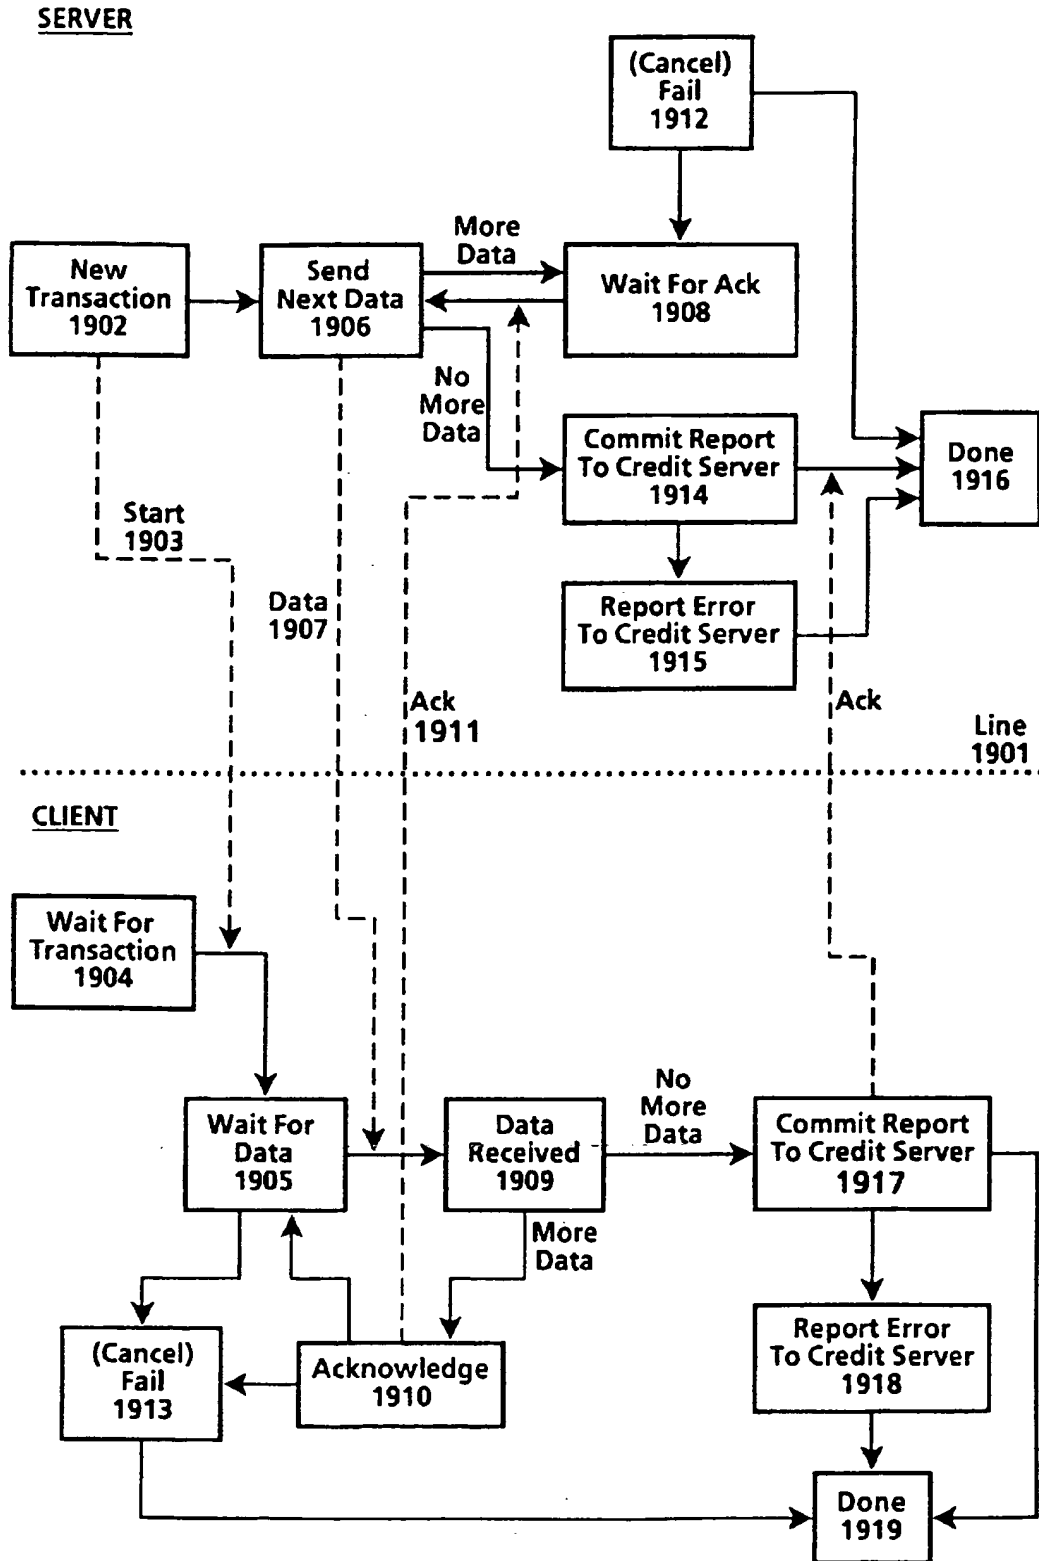 SERVER
(Cancel)
Fail
1912
New
Transaction
1902
Send
Next Data
1906
More
Data
Wait For Ack
1908
No
More
Data
Commit Report
To Credit Server
1914
Done
1916
Start
1903
Data
1907
Report Error
To Credit Server
1915
Ack
1911
Ack
Line
1901
CLIENT
Wait For
Transaction
1904
Wait For
Data
1905
Data
Received
1909
No
More
Data
Commit Report
To Credit Server
1917
More
Data
(Cancel)
Fail
1913
Acknowledge
1910
Report Error
To Credit Server
1918
Done
1919